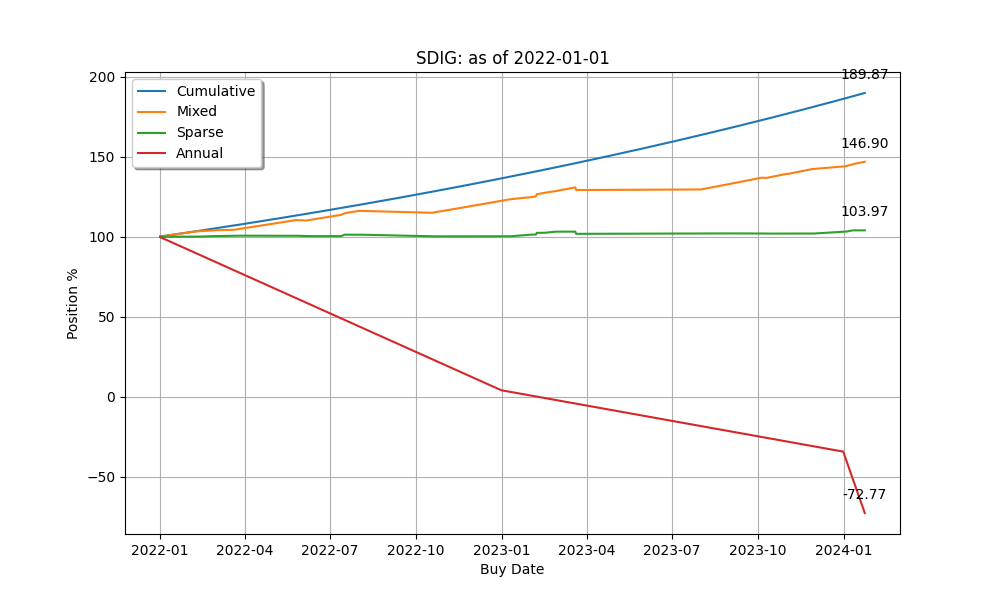 SDIG: as of 2022-01-01
Cumulative
Mixed
Sparse
Annual
189.87
146.90
103.97
-72.77
200
150
100
50
0
−50
Position %
2022-01 2022-04 2022-07 2022-10 2023-01 2023-04 2023-07 2023-10 2024-01
Buy Date